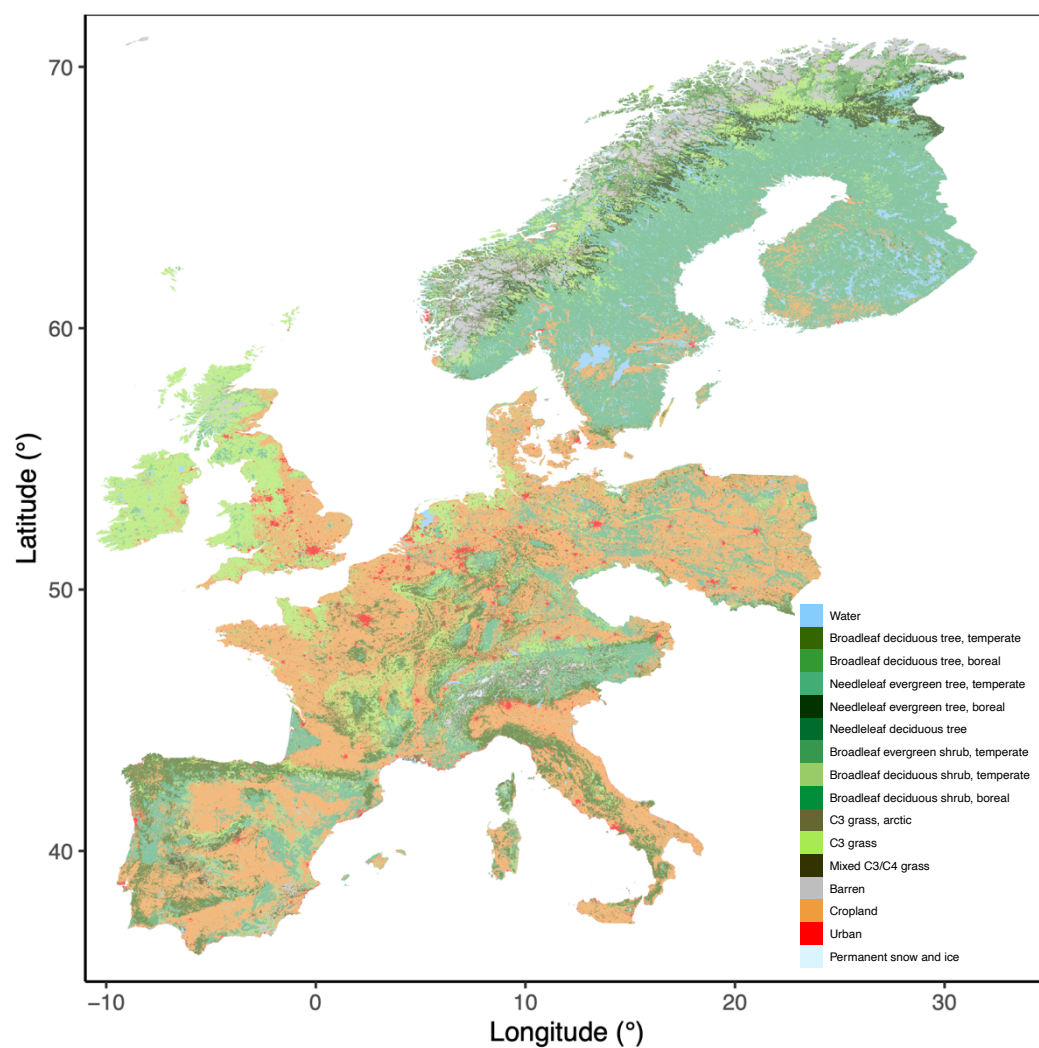 70
60
50
40
Latitude (°)
Water
Broadleaf deciduous tree, temperate
Broadleaf deciduous tree, boreal
Needleleaf evergreen tree, temperate
Needleleaf evergreen tree, boreal
Needleleaf deciduous tree
Broadleaf evergreen shrub, temperate
Broadleaf deciduous shrub, temperate
Broadleaf deciduous shrub, boreal
C3 grass, arctic
C3 grass
Mixed C3/C4 grass
Barren
Cropland
Urban
Permanent snow and ice
−10 0 10 20 30
Longitude (°)